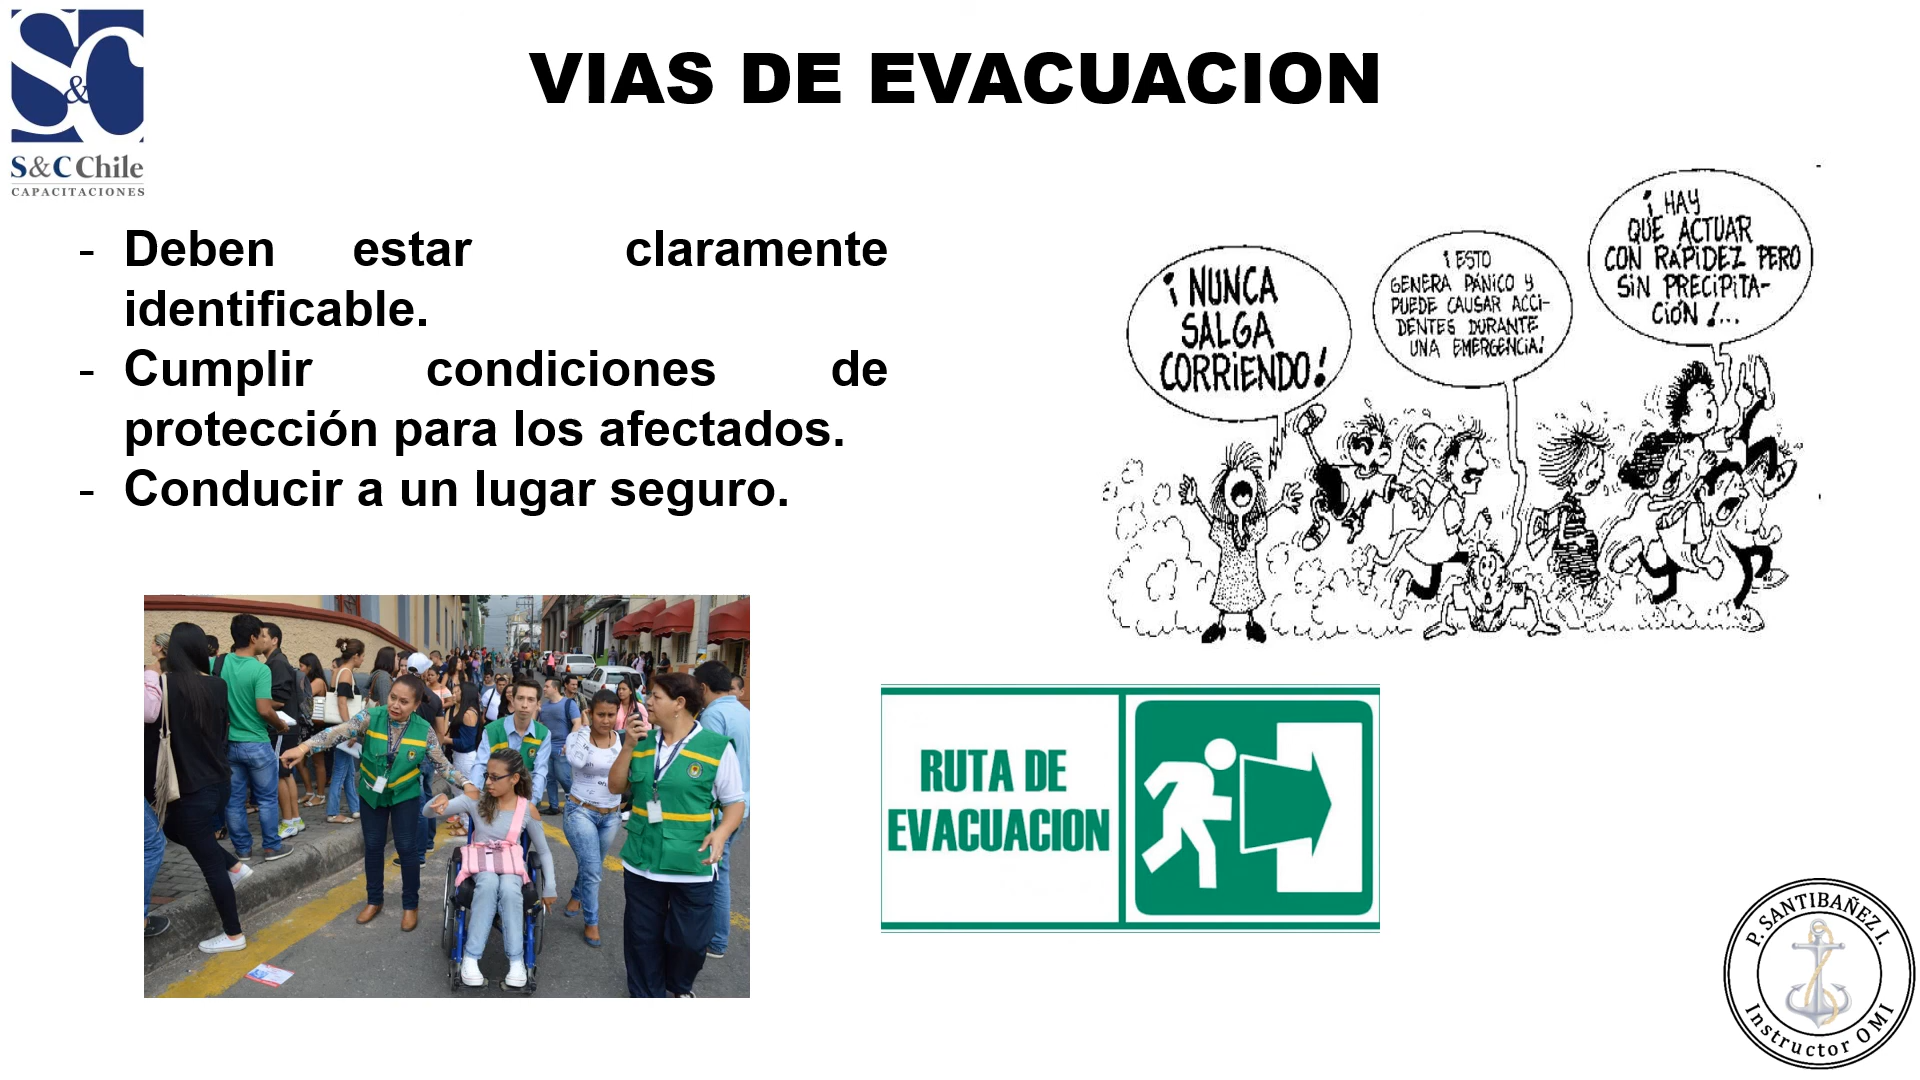 S&C
S&C Chile
CAPACITACIONES
VIAS DE EVACUACION
- Deben estar claramente
identificable.
- Cumplir condiciones de
protección para los afectados.
- Conducir a un lugar seguro.
¡ NUNCA
SALGA
CORRiENDO !
¡ ESTO
GENERA PÁNiCO Y
PUEDE CAUSAR ACCI-
DENTES DURANTE
UNA EMERGENCiA!
¡ HAY
QUE ACTUAR
CON RÁPiDEZ PERO
SiN PRECiPiTA-
CiÓN !...
RUTA DE
EVACUACION
P. SANTIBAÑEZ I.
Instructor OMI